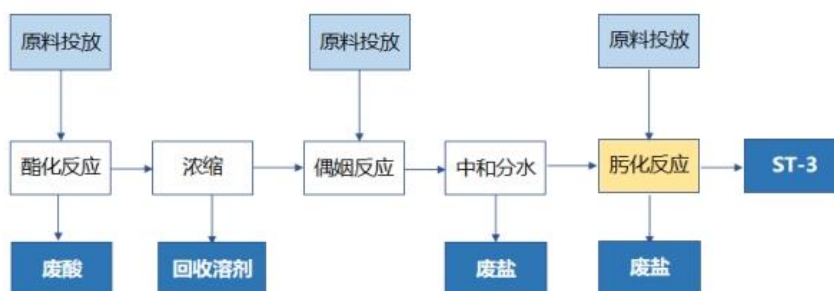 原料投放
原料投放
原料投放
酯化反应
浓缩
偶姻反应
中和分水
肟化反应
ST-3
废酸
回收溶剂
废盐
废盐